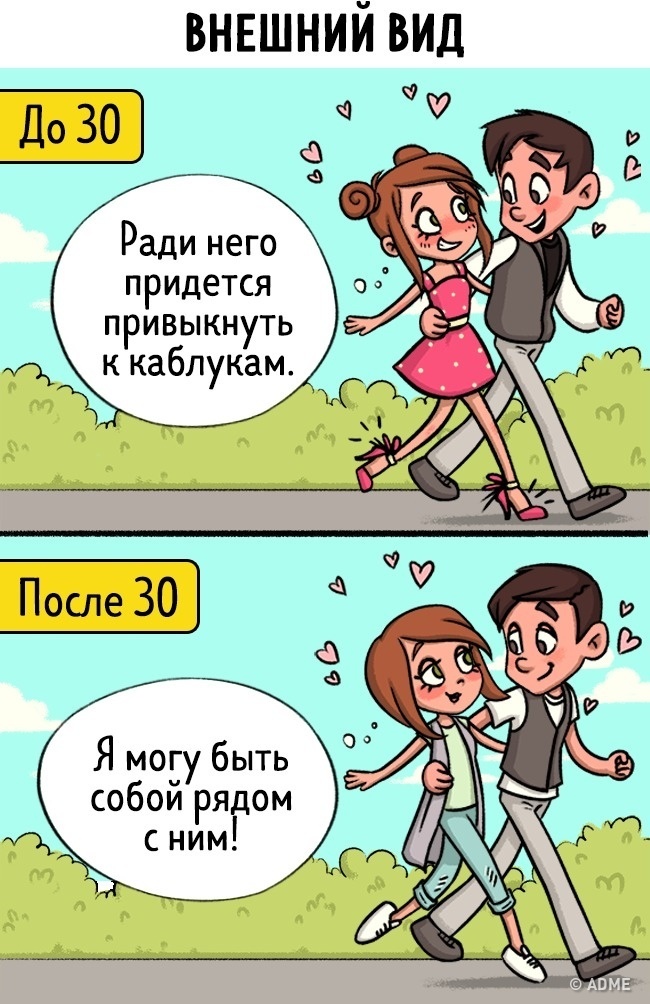 ВНЕШНИЙ ВИД
До 30
Ради него
придется
привыкнуть
к каблукам.
После 30
Я могу быть
собой рядом
с ним!
© ADME